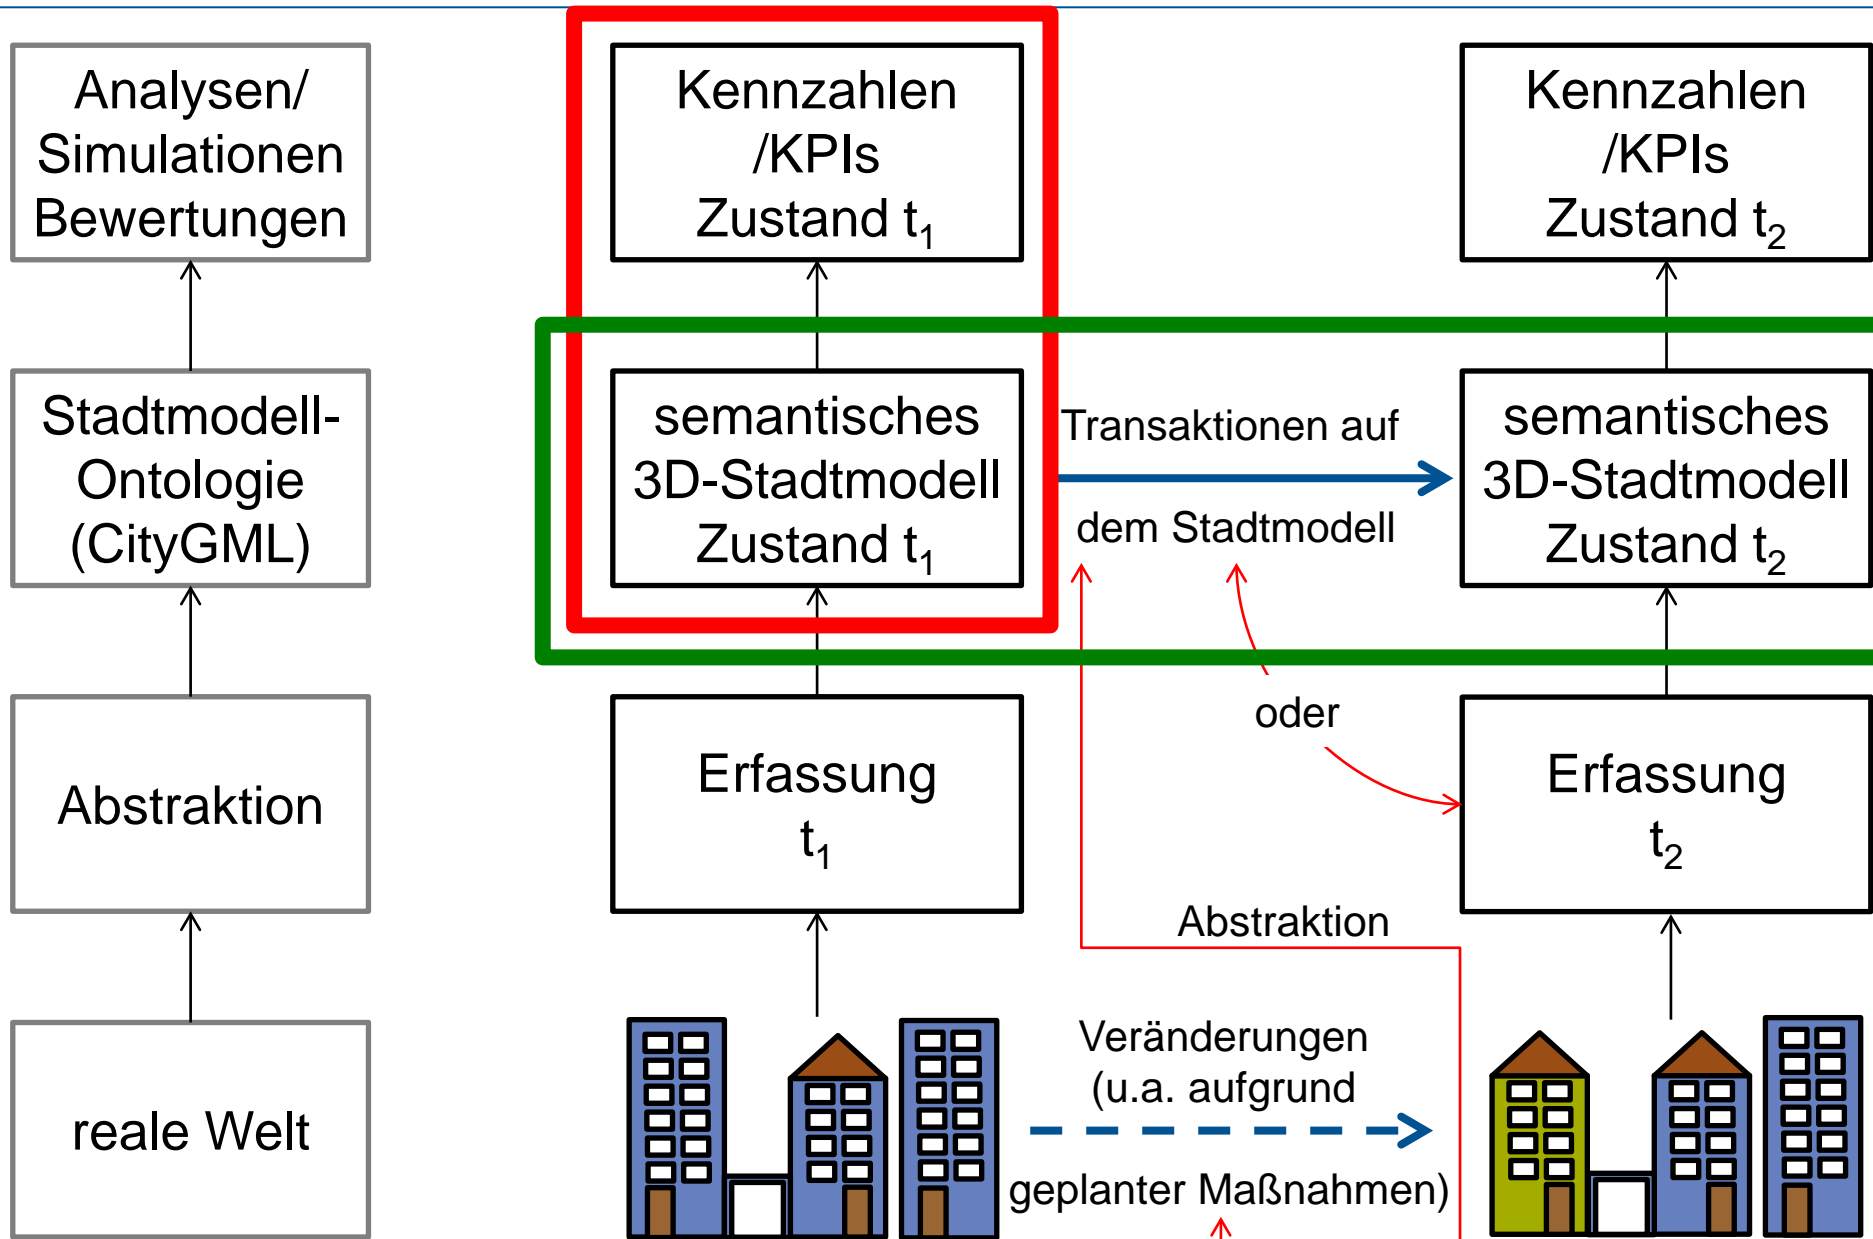 Analysen/
Simulationen
Bewertungen
Kennzahlen
/KPIs
Zustand t₁
Kennzahlen
/KPIs
Zustand t₂
Stadtmodell-
Ontologie
(CityGML)
semantisches
3D-Stadtmodell
Zustand t₁
Transaktionen auf
dem Stadtmodell
semantisches
3D-Stadtmodell
Zustand t₂
oder
Abstraktion
Erfassung
t₁
Erfassung
t₂
Abstraktion
reale Welt
Veränderungen
(u.a. aufgrund
geplanter Maßnahmen)